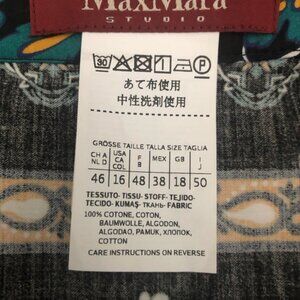 MaxMara
STUDIO
30 P
あて布使用
中性洗剤使用
GRÖSSE TAILLE TALLA SIZE TAGLIA
CH A NL D USA CA COL F B MEX GB I J
46 16 48 38 18 50
TESSUTO- TISSU- STOFF- TEJIDO-
TECIDO- KUMAŞ- ТКАНЬ- FABRIC
100% COTONE, COTON,
BAUMWOLLE, ALGODON,
ALGODAO, PAMUK, ХЛОПОК,
COTTON
CARE INSTRUCTIONS ON REVERSE